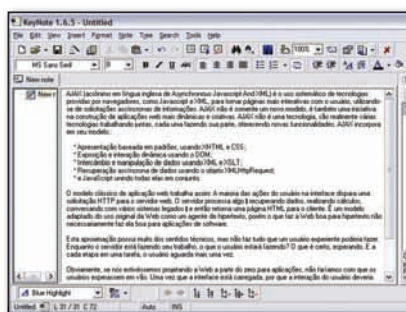 KeyNote 1.6.5 - Untitled
File Edit View Insert Format Note Tree Search Tools Help
100%
MS Sans Serif 8 B I U
New note
New r
AJAX (acrônimo em língua inglesa de Asynchronous Javascript And XML) é o uso sistemático de tecnologias
providas por navegadores, como Javascript e XML, para tornar páginas mais interativas com o usuário, utilizando-
se de solicitações assíncronas de informações. AJAX não é somente um novo modelo, é também uma iniciativa
na construção de aplicações web mais dinâmicas e criativas. AJAX não é uma tecnologia, são realmente várias
tecnologias trabalhando juntas, cada uma fazendo sua parte, oferecendo novas funcionalidades. AJAX incorpora
em seu modelo:
* Apresentação baseada em padrões, usando XHTML e CSS;
* Exposição e interação dinâmica usando o DOM;
* Intercâmbio e manipulação de dados usando XML e XSLT;
* Recuperação assíncrona de dados usando o objeto XMLHttpRequest;
* e JavaScript unindo todas elas em conjunto.
O modelo clássico de aplicação web trabalha assim: A maioria das ações do usuário na interface dispara uma
solicitação HTTP para o servidor web. O servidor processa algo â recuperando dados, realizando cálculos,
conversando com vários sistemas legados â e então retorna uma página HTML para o cliente. É um modelo
adaptado do uso original da Web como um agente de hipertexto, porém o que faz a Web boa para hipertexto não
necessariamente faz ela boa para aplicações de software.
Esta aproximação possui muito dos sentidos técnicos, mas não faz tudo que um usuário experiente poderia fazer.
Enquanto o servidor está fazendo seu trabalho, o que o usuário estará fazendo? O que é certo, esperando. E a
cada etapa em uma tarefa, o usuário aguarda mais uma vez.
Obviamente, se nós estivéssemos projetando a Web a partir do zero para aplicações, não faríamos com que os
usuários esperassem em vão. Uma vez que a interface está carregada, por que a interação do usuário deveria
Blue Highlight
Untitled L 31 / 31 C 72 Auto INS